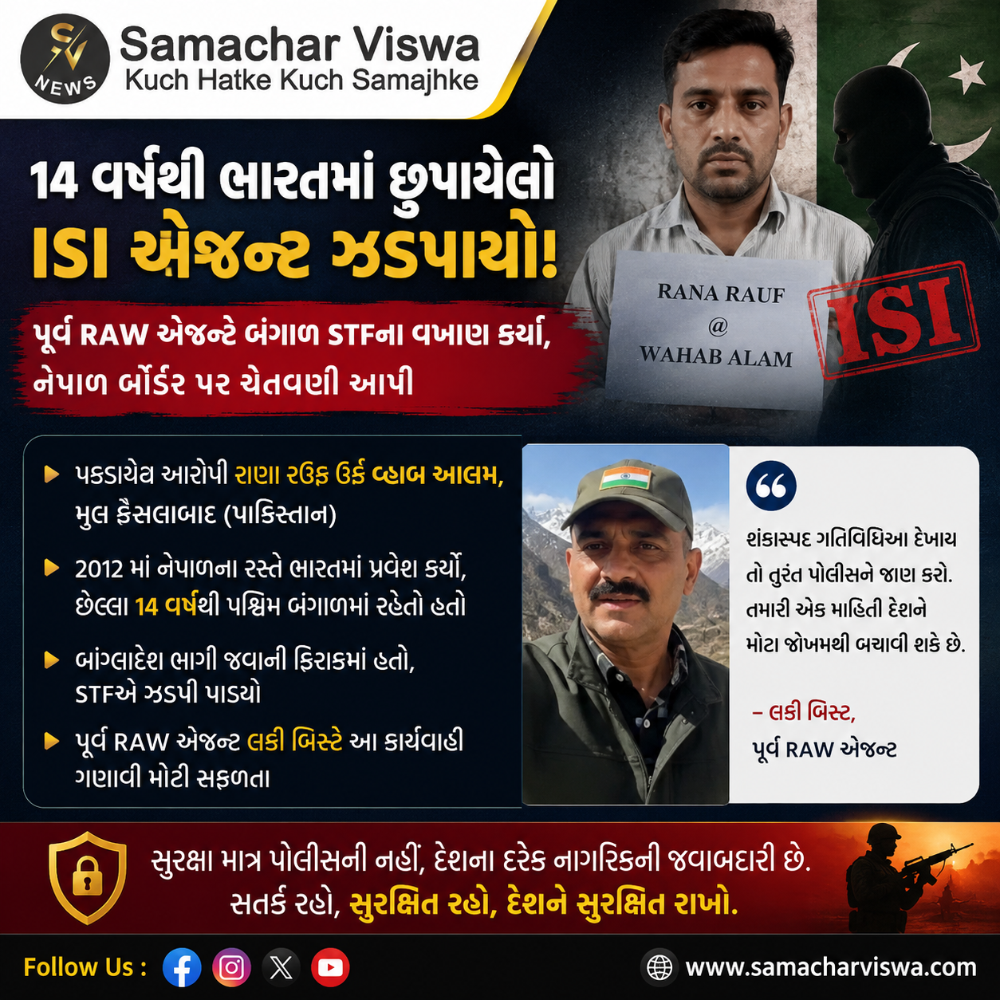 SV
NEWS
Samachar Viswa
Kuch Hatke Kuch Samajhke
14 વર્ષથી ભારતમાં છુપાયેલો
ISI એજન્ટ ઝડપાયો!
પૂર્વ RAW એજન્ટે બંગાળ STFના વખાણ કર્યા,
નેપાળ બોર્ડર પર ચેતવણી આપી
RANA RAUF
@
WAHAB ALAM
ISI
પકડાયેલ આરોપી રાણા રઉફ ઉર્ફ વ્હાબ આલમ,
મુલ ફૈસલાબાદ (પાકિસ્તાન)
2012 માં નેપાળના રસ્તે ભારતમાં પ્રવેશ કર્યો,
છેલ્લા 14 વર્ષથી પશ્ચિમ બંગાળમાં રહેતો હતો
બાંગ્લાદેશ ભાગી જવાની ફિરાકમાં હતો,
STFએ ઝડપી પાડયો
પૂર્વ RAW એજન્ટ લકી બિસ્ટે આ કાર્યવાહી
ગણાવી મોટી સફળતા
“
શંકાસ્પદ ગતિવિધિઆ દેખાય
તો તુરંત પોલીસને જાણ કરો.
તમારી એક માહિતી દેશને
મોટા જોખમથી બચાવી શકે છે.
– લકી બિસ્ટ,
પૂર્વ RAW એજન્ટ
સુરક્ષા માત્ર પોલીસની નહીં, દેશના દરેક નાગરિકની જવાબદારી છે.
સતર્ક રહો, સુરક્ષિત રહો, દેશને સુરક્ષિત રાખો.
Follow Us :
www.samacharviswa.com